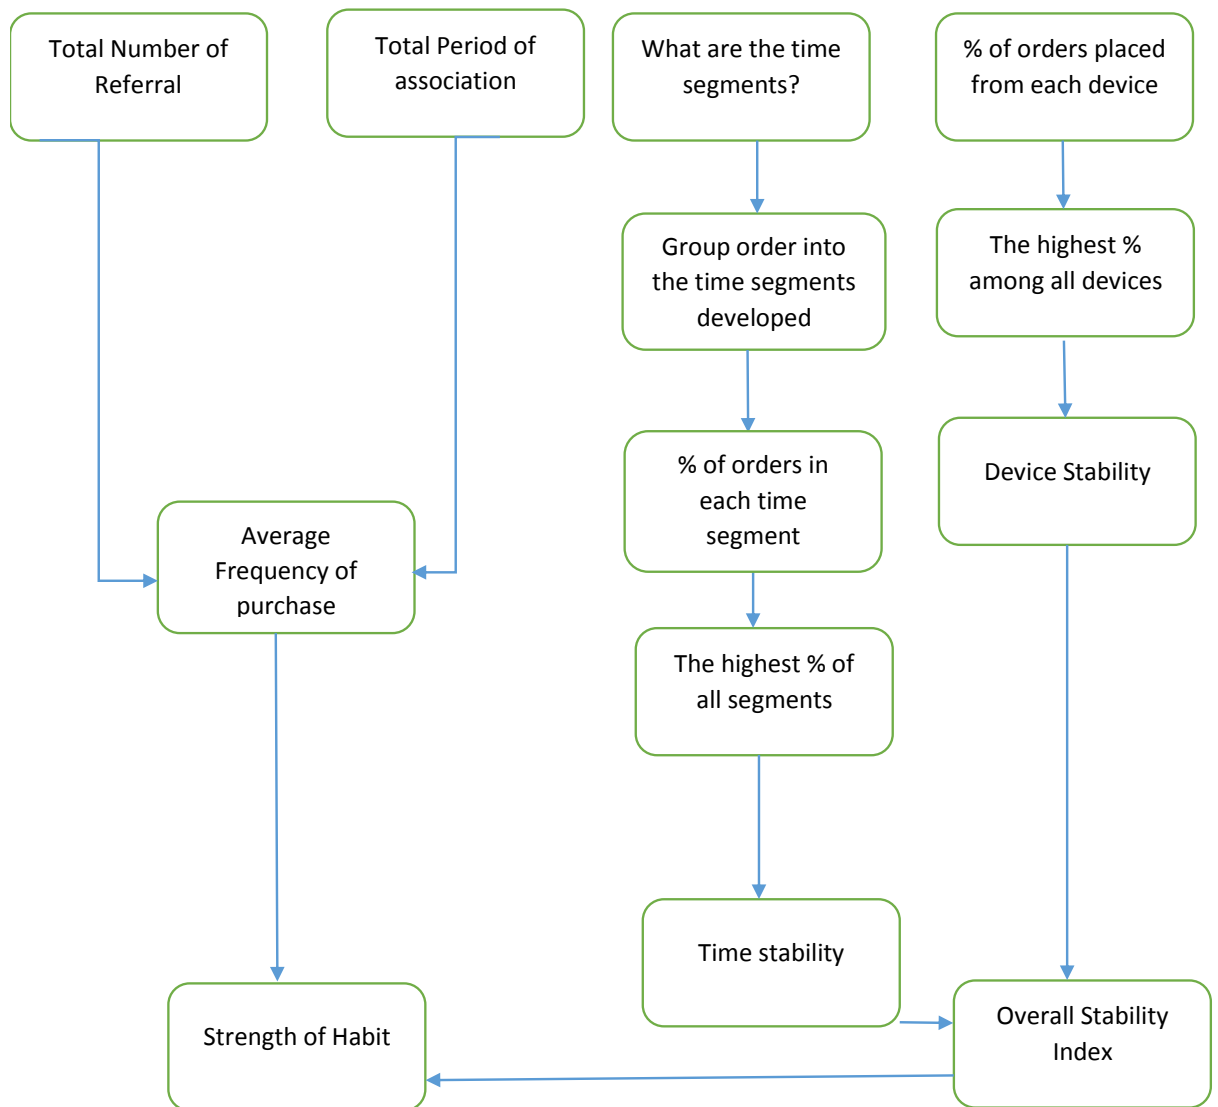 Total Number of
Referral
Total Period of
association
What are the time
segments?
% of orders placed
from each device
Group order into
the time segments
developed
The highest %
among all devices
% of orders in
each time
segment
Device Stability
Average
Frequency of
purchase
The highest % of
all segments
Time stability
Strength of Habit
Overall Stability
Index